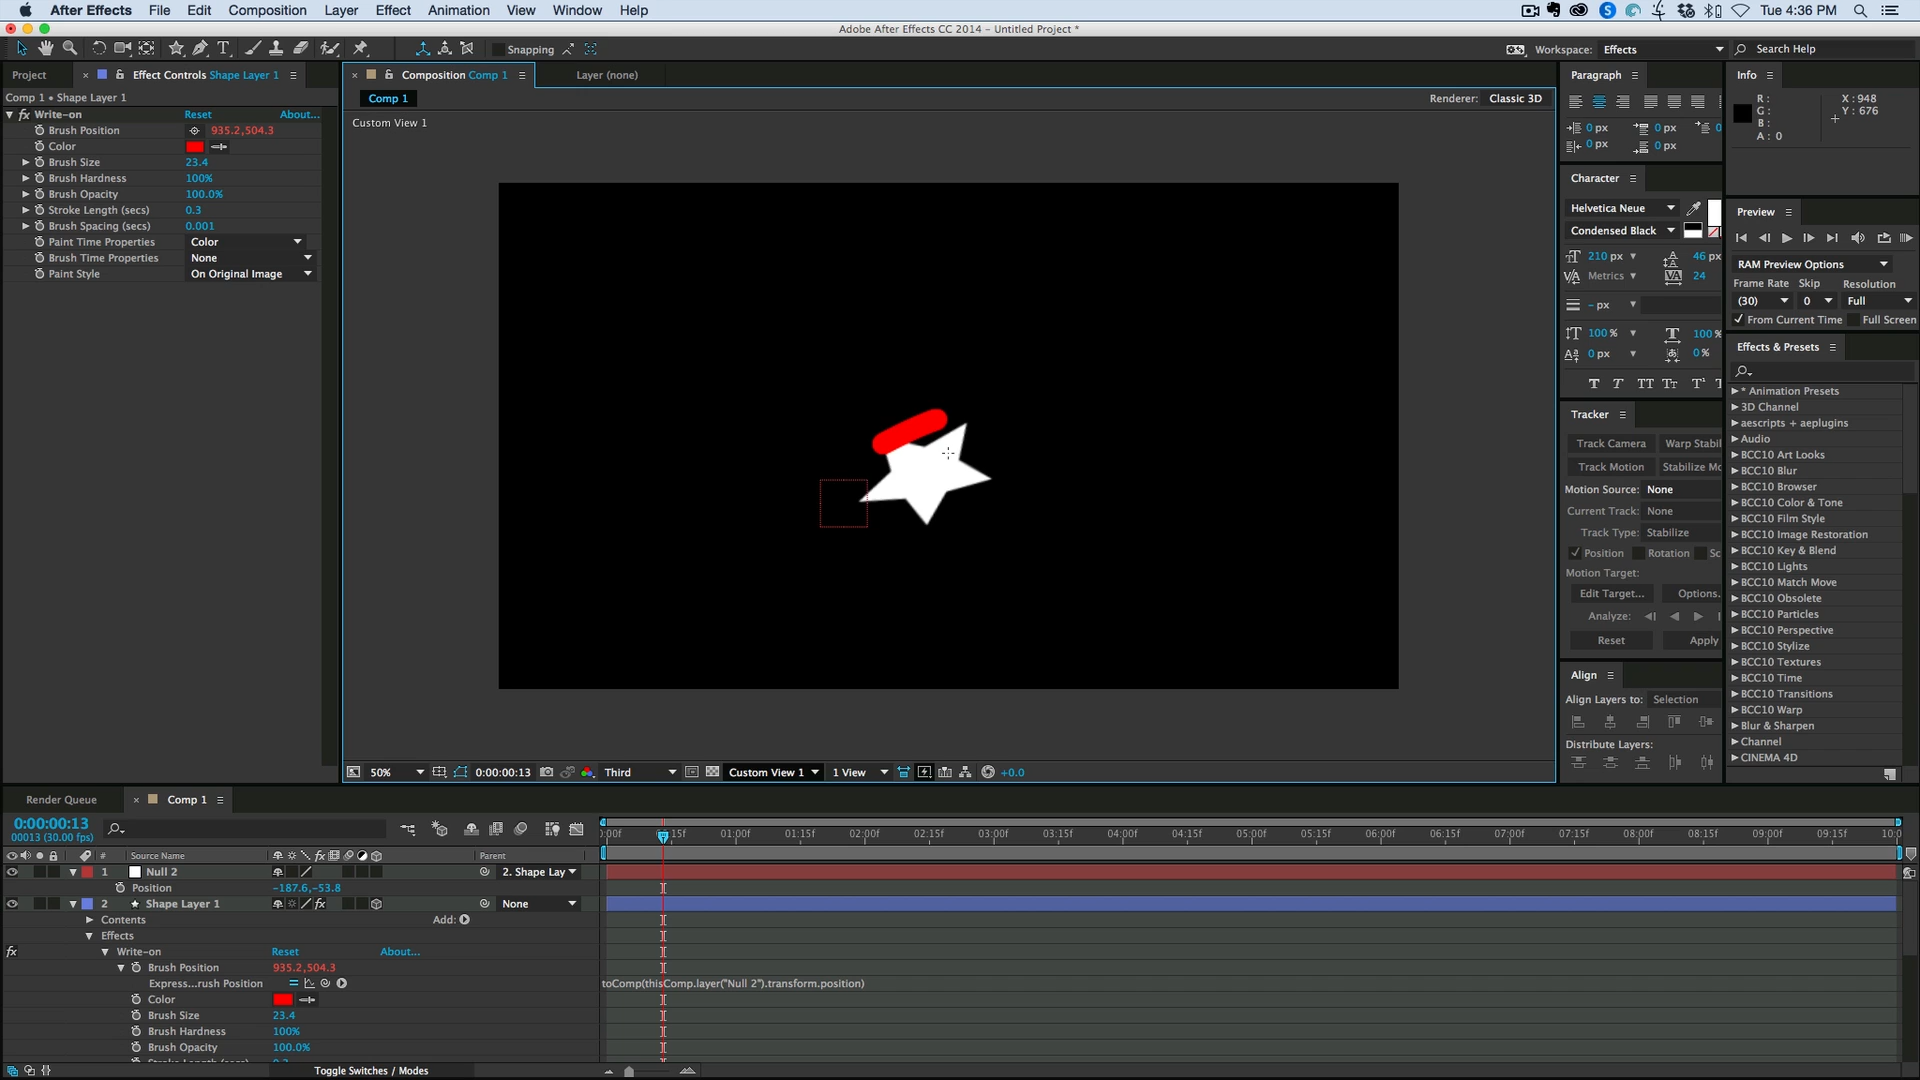 After Effects File Edit Composition Layer Effect Animation View Window Help
Tue 4:36 PM
Adobe After Effects CC 2014 - Untitled Project *
Snapping
Workspace: Effects
Search Help
Project
Effect Controls Shape Layer 1
Composition Comp 1
Layer (none)
Comp 1 • Shape Layer 1
Comp 1
Renderer: Classic 3D
Custom View 1
fx Write-on Reset About...
Brush Position 935.2,504.3
Color
Brush Size 23.4
Brush Hardness 100%
Brush Opacity 100.0%
Stroke Length (secs) 0.3
Brush Spacing (secs) 0.001
Paint Time Properties Color
Brush Time Properties None
Paint Style On Original Image
50% 0:00:00:13 Third Custom View 1 1 View +0.0
Paragraph
0 px 0 px 0
0 px 0 px
Character
Helvetica Neue
Condensed Black
210 px 46 px
Metrics 24
- px
100 % 100 %
0 px 0 %
T T TT Tт T¹
Tracker
Track Camera Warp Stabili
Track Motion Stabilize Mo
Motion Source: None
Current Track: None
Track Type: Stabilize
Position Rotation Sc
Motion Target:
Edit Target... Options.
Analyze:
Reset Apply
Align
Align Layers to: Selection
Distribute Layers:
Info
R: X : 948
G: Y : 676
B:
A : 0
Preview
RAM Preview Options
Frame Rate Skip Resolution
(30) 0 Full
From Current Time Full Screen
Effects & Presets
* Animation Presets
3D Channel
aescripts + aeplugins
Audio
BCC10 Art Looks
BCC10 Blur
BCC10 Browser
BCC10 Color & Tone
BCC10 Film Style
BCC10 Image Restoration
BCC10 Key & Blend
BCC10 Lights
BCC10 Match Move
BCC10 Obsolete
BCC10 Particles
BCC10 Perspective
BCC10 Stylize
BCC10 Textures
BCC10 Time
BCC10 Transitions
BCC10 Warp
Blur & Sharpen
Channel
CINEMA 4D
Render Queue
Comp 1
0:00:00:13
00013 (30.00 fps)
):00f 0:15f 01:00f 01:15f 02:00f 02:15f 03:00f 03:15f 04:00f 04:15f 05:00f 05:15f 06:00f 06:15f 07:00f 07:15f 08:00f 08:15f 09:00f 09:15f 10:0
# Source Name Parent
1 Null 2 2. Shape Lay
Position -187.6,-53.8
2 Shape Layer 1 fx None
Contents Add:
Effects
fx Write-on Reset About...
Brush Position 935.2,504.3
Express...rush Position toComp(thisComp.layer("Null 2").transform.position)
Color
Brush Size 23.4
Brush Hardness 100%
Brush Opacity 100.0%
Toggle Switches / Modes